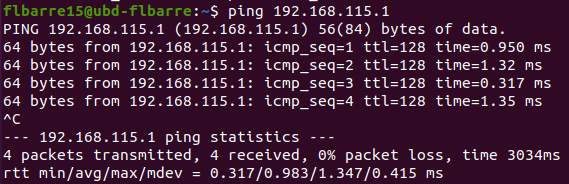 flbarre15@ubd-flbarre:~$ ping 192.168.115.1
PING 192.168.115.1 (192.168.115.1) 56(84) bytes of data.
64 bytes from 192.168.115.1: icmp_seq=1 ttl=128 time=0.950 ms
64 bytes from 192.168.115.1: icmp_seq=2 ttl=128 time=1.32 ms
64 bytes from 192.168.115.1: icmp_seq=3 ttl=128 time=0.317 ms
64 bytes from 192.168.115.1: icmp_seq=4 ttl=128 time=1.35 ms
^C
--- 192.168.115.1 ping statistics ---
4 packets transmitted, 4 received, 0% packet loss, time 3034ms
rtt min/avg/max/mdev = 0.317/0.983/1.347/0.415 ms